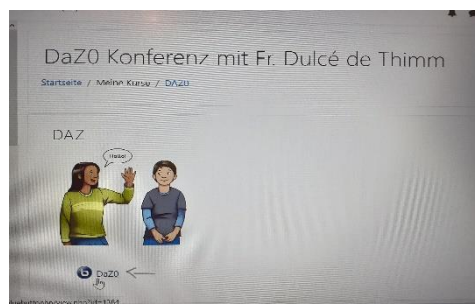 DaZ0 Konferenz mit Fr. Dulcé de Thimm
Startseite / Meine Kurse / DAZ0
DAZ
Hallo!
DaZ0